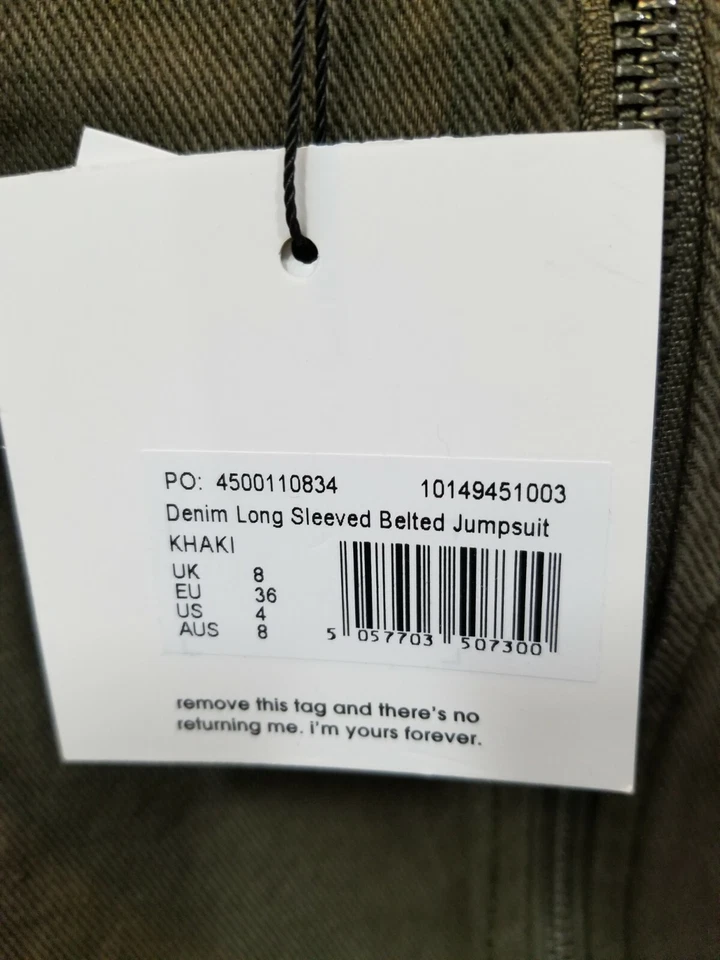 PO: 4500110834 10149451003
Denim Long Sleeved Belted Jumpsuit
KHAKI
UK 8
EU 36
US 4
AUS 8
5 057703 507300
remove this tag and there's no
returning me. i'm yours forever.